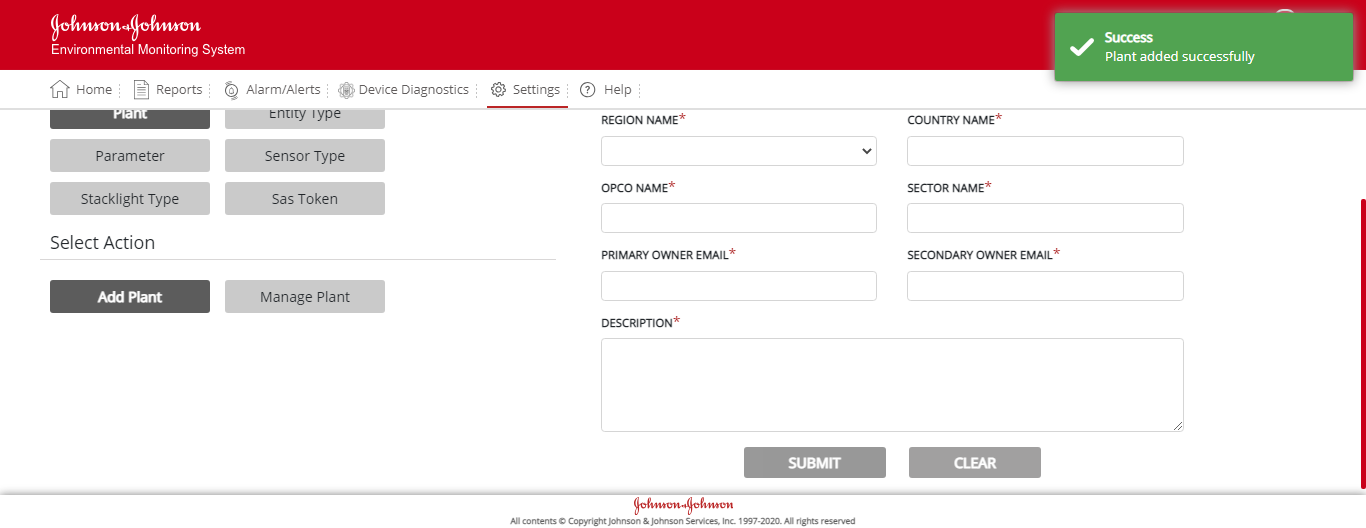 Johnson & Johnson
Environmental Monitoring System
Success
Plant added successfully
Home
Reports
Alarm/Alerts
Device Diagnostics
Settings
Help
Plant
Entity Type
Parameter
Sensor Type
Stacklight Type
Sas Token
Select Action
Add Plant
Manage Plant
REGION NAME*
COUNTRY NAME*
OPCO NAME*
SECTOR NAME*
PRIMARY OWNER EMAIL*
SECONDARY OWNER EMAIL*
DESCRIPTION*
SUBMIT
CLEAR
Johnson & Johnson
All contents © Copyright Johnson & Johnson Services, Inc. 1997-2020. All rights reserved